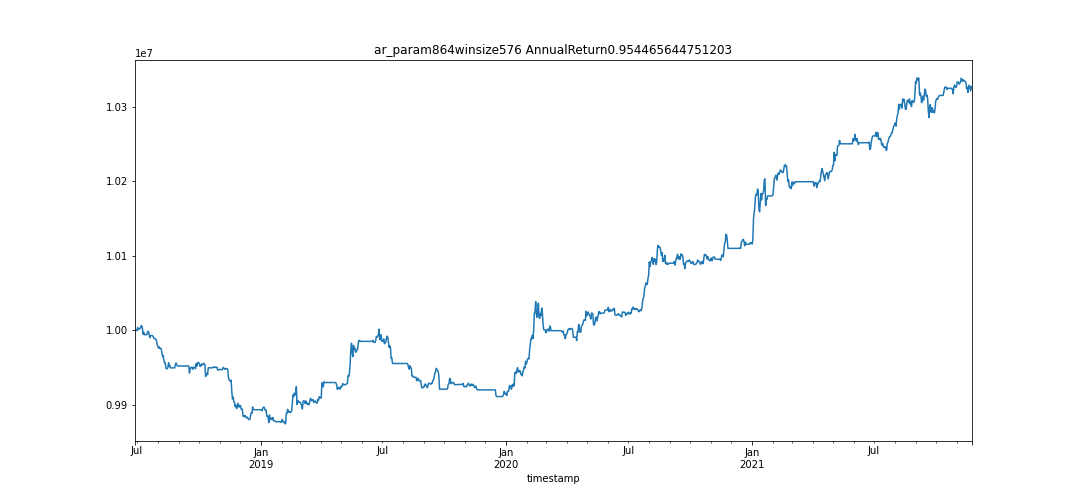 ar_param864winsize576 AnnualReturn0.954465644751203
1e7
1.03
1.02
1.01
1.00
0.99
Jul Jan Jul Jan Jul Jan Jul
2019 2020 2021
timestamp